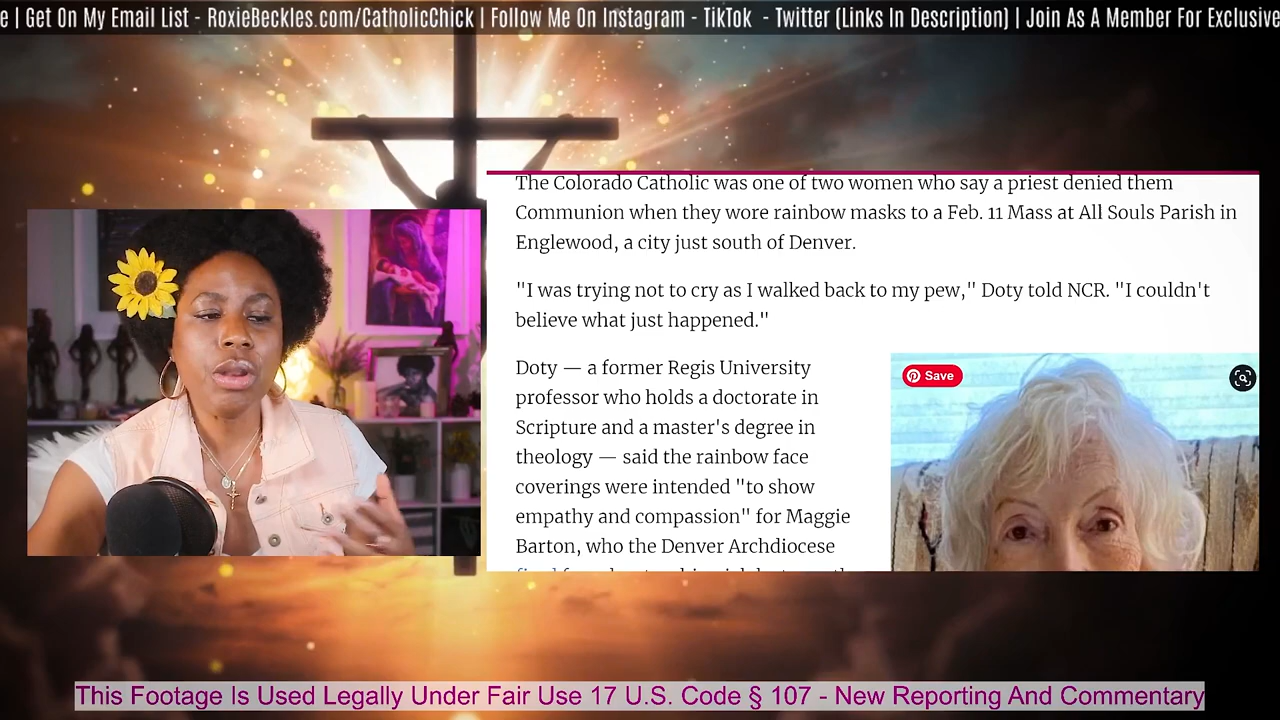 e | Get On My Email List - RoxieBeckles.com/CatholicChick | Follow Me On Instagram - TikTok - Twitter (Links In Description) | Join As A Member For Exclusive
The Colorado Catholic was one of two women who say a priest denied them
Communion when they wore rainbow masks to a Feb. 11 Mass at All Souls Parish in
Englewood, a city just south of Denver.
"I was trying not to cry as I walked back to my pew," Doty told NCR. "I couldn't
believe what just happened."
Doty — a former Regis University
professor who holds a doctorate in
Scripture and a master's degree in
theology — said the rainbow face
coverings were intended "to show
empathy and compassion" for Maggie
Barton, who the Denver Archdiocese
Save
This Footage Is Used Legally Under Fair Use 17 U.S. Code § 107 - New Reporting And Commentary